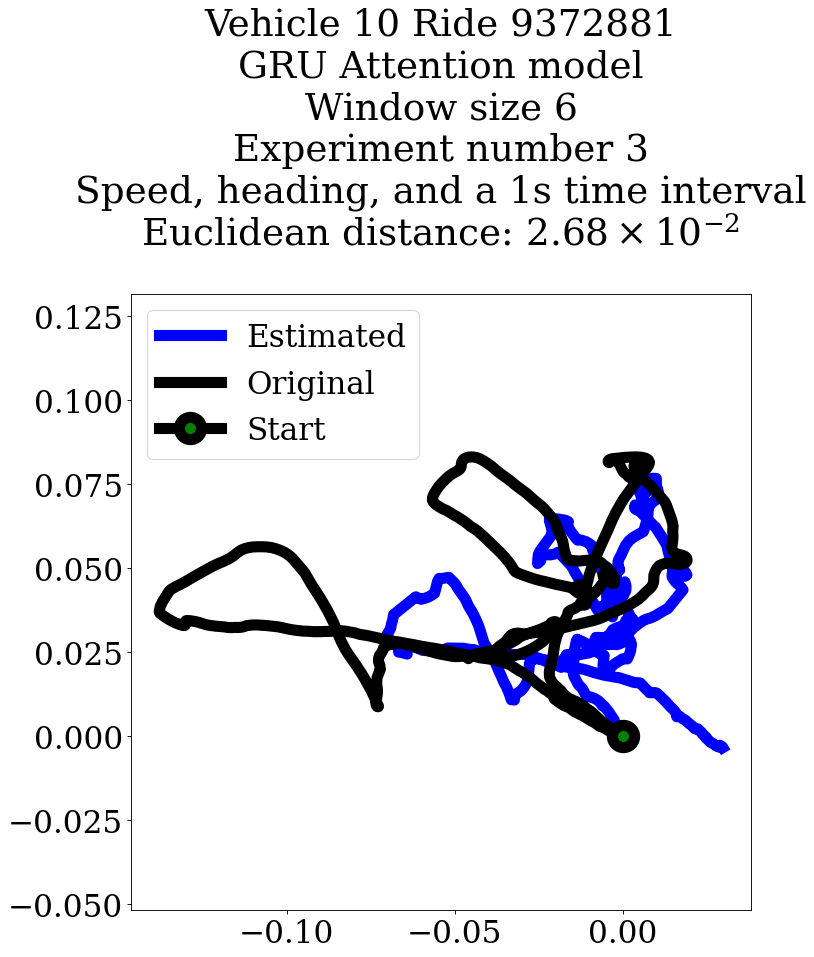 Vehicle 10 Ride 9372881
GRU Attention model
Window size 6
Experiment number 3
Speed, heading, and a 1s time interval
Euclidean distance: 2.68 × 10⁻²
Estimated
Original
Start
0.125
0.100
0.075
0.050
0.025
0.000
−0.025
−0.050
−0.10
−0.05
0.00